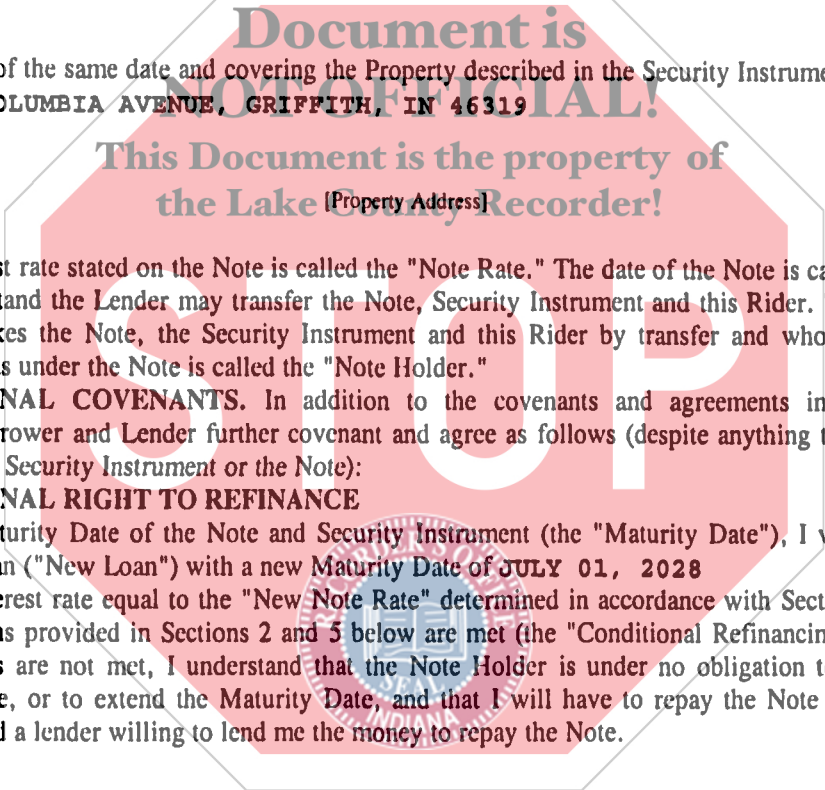 Document is
of the same date and covering the Property described in the Security Instrume
OLUMBIA AVENUE, GRIFFITH, IN 46319
NOT OFFICIAL!
This Document is the property of
[Property Address]
the Lake County Recorder!
st rate stated on the Note is called the "Note Rate." The date of the Note is ca
tand the Lender may transfer the Note, Security Instrument and this Rider.
kes the Note, the Security Instrument and this Rider by transfer and who
s under the Note is called the "Note Holder."
NAL COVENANTS. In addition to the covenants and agreements in
rower and Lender further covenant and agree as follows (despite anything t
Security Instrument or the Note):
NAL RIGHT TO REFINANCE
turity Date of the Note and Security Instrument (the "Maturity Date"), I w
an ("New Loan") with a new Maturity Date of JULY 01, 2028
erest rate equal to the "New Note Rate" determined in accordance with Sect
ns provided in Sections 2 and 5 below are met (the "Conditional Refinancin
s are not met, I understand that the Note Holder is under no obligation to
e, or to extend the Maturity Date, and that I will have to repay the Note
d a lender willing to lend me the money to repay the Note.
STOP
RECORDER'S OFFICE
SEAL
INDIANA